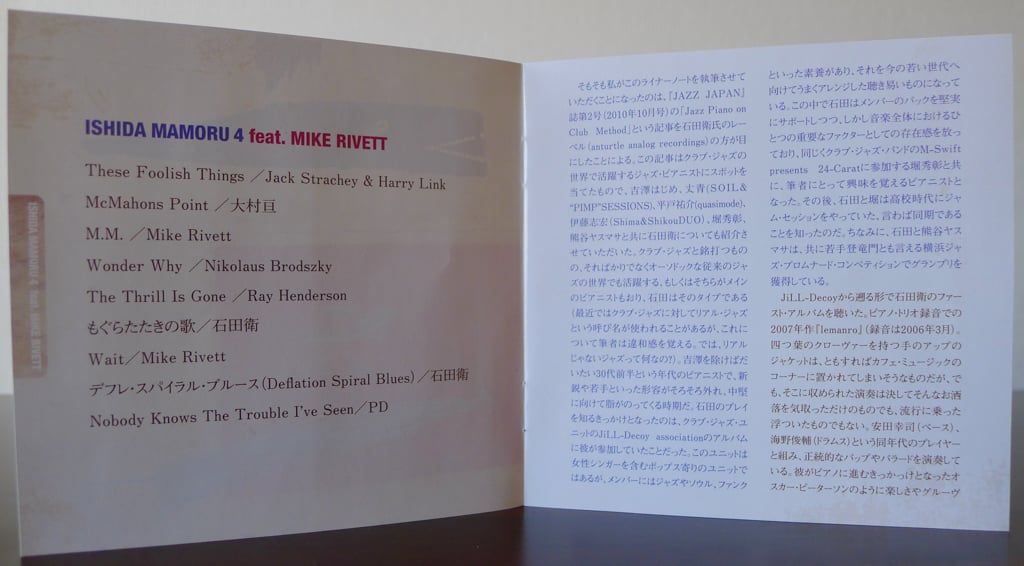 ISHIDA MAMORU 4 feat. MIKE RIVETT
These Foolish Things ／Jack Strachey & Harry Link
McMahons Point ／大村亘
M.M. ／Mike Rivett
Wonder Why ／Nikolaus Brodszky
The Thrill Is Gone ／Ray Henderson
もぐらたたきの歌／石田衛
Wait／Mike Rivett
デフレ・スパイラル・ブルース(Deflation Spiral Blues)／石田衛
Nobody Knows The Trouble I've Seen／PD
ISHIDA MAMORU 4 feat. MIKE RIVETT
そもそも私がこのライナーノートを執筆させて
いただくことになったのは、『JAZZ JAPAN』
誌第2号(2010年10月号)の「Jazz Piano on
Club Method」という記事を石田衛氏のレー
ベル(anturtle analog recordings)の方が目
にしたことによる。この記事はクラブ・ジャズの
世界で活躍するジャズ・ピアニストにスポットを
当てたもので、吉澤はじめ、丈青(SOIL&
“PIMP”SESSIONS)、平戸祐介(quasimode)、
伊藤志宏(Shima&ShikouDUO)、堀秀彰、
熊谷ヤスマサと共に石田衛についても紹介さ
せていただいた。クラブ・ジャズと銘打つもの
の、そればかりでなくオーソドックな従来のジャ
ズの世界でも活躍する、もしくはそちらがメイン
のピアニストもおり、石田はそのタイプである
(最近ではクラブ・ジャズに対してリアル・ジャズ
という呼び名が使われることがあるが、これに
ついて筆者は違和感を覚える。では、リアル
じゃないジャズって何なの?)。吉澤を除けばだ
いたい30代前半という年代のピアニストで、新
鋭や若手といった形容がそろそろ外れ、中堅
に向けて脂がのってくる時期だ。石田のプレイ
を知るきっかけとなったのは、クラブ・ジャズ・ユ
ニットのJiLL-Decoy associationのアルバム
に彼が参加していたことだった。このユニットは
女性シンガーを含むポップス寄りのユニットで
はあるが、メンバーにはジャズやソウル、ファンク
といった素養があり、それを今の若い世代へ
向けてうまくアレンジした聴き易いものになって
いる。この中で石田はメンバーのバックを堅実
にサポートしつつ、しかし音楽全体におけるひ
とつの重要なファクターとしての存在感を放っ
ており、同じくクラブ・ジャズ・バンドのM-Swift
presents 24-Caratに参加する堀秀彰と共
に、筆者にとって興味を覚えるピアニストと
なった。その後、石田と堀は高校時代にジャ
ム・セッションをやっていた、言わば同期である
ことを知ったのだ。ちなみに、石田と熊谷ヤス
マサは、共に若手登竜門とも言える横浜ジャ
ズ・プロムナード・コンペティションでグランプリを
獲得している。
JiLL-Decoyから遡る形で石田衛のファー
スト・アルバムを聴いた。ピアノ・トリオ録音での
2007年作『lemanro』(録音は2006年3月)。
四つ葉のクローヴァーを持つ手のアップの
ジャケットは、ともすればカフェ・ミュージックの
コーナーに置かれてしまいそうなものだが、で
も、そこに収められた演奏は決してそんなお洒
落を気取っただけのものでも、流行に乗った
浮ついたものでもない。安田幸司(ベース)、
海野俊輔(ドラムス)という同年代のプレイヤー
と組み、正統的なバップやバラードを演奏して
いる。彼がピアノに進むきっかけとなったオ
スカー・ピーターソンのように楽しさやグルーヴ